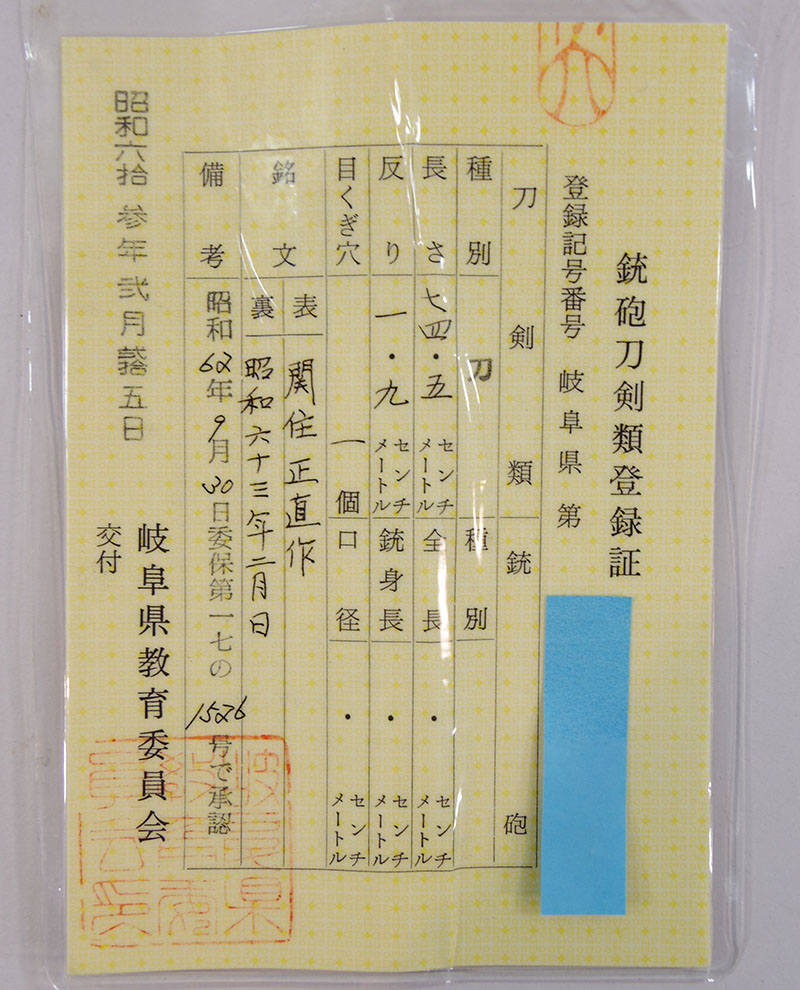 銃砲刀剣類登録証
登録記号番号 岐阜県 第
刀剣類
銃砲
種別 刀
種別
長さ 七四・五 センチメートル
全長 ・ センチメートル
反り 一・九 センチメートル
銃身長 ・ センチメートル
目くぎ穴 一個
口径 ・ センチメートル
銘文
表 関住正直作
裏 昭和六十三年二月日
備考 昭和62年9月30日委保第一七の1526号で承認
昭和六拾参年弐月拾五日
岐阜県教育委員会
交付